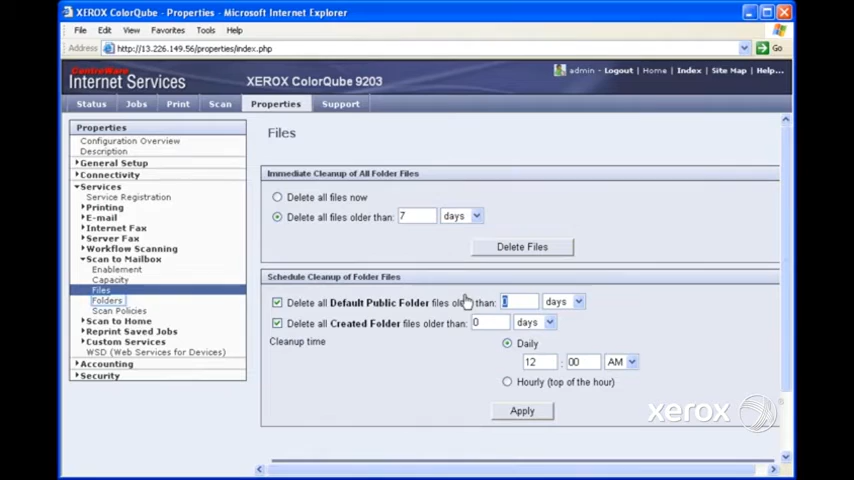 XEROX ColorQube - Properties - Microsoft Internet Explorer
File Edit View Favorites Tools Help
Address http://13.226.149.56/properties/index.php Go
CentreWare
Internet Services
XEROX ColorQube 9203
admin - Logout | Home | Index | Site Map | Help...
Status Jobs Print Scan Properties Support
Properties
Configuration Overview
Description
General Setup
Connectivity
Services
Service Registration
Printing
E-mail
Internet Fax
Server Fax
Workflow Scanning
Scan to Mailbox
Enablement
Capacity
Files
Folders
Scan Policies
Scan to Home
Reprint Saved Jobs
Custom Services
WSD (Web Services for Devices)
Accounting
Security
Files
Immediate Cleanup of All Folder Files
Delete all files now
Delete all files older than: 7 days
Delete Files
Schedule Cleanup of Folder Files
Delete all Default Public Folder files older than: 0 days
Delete all Created Folder files older than: 0 days
Cleanup time
Daily
12 : 00 AM
Hourly (top of the hour)
Apply
xerox